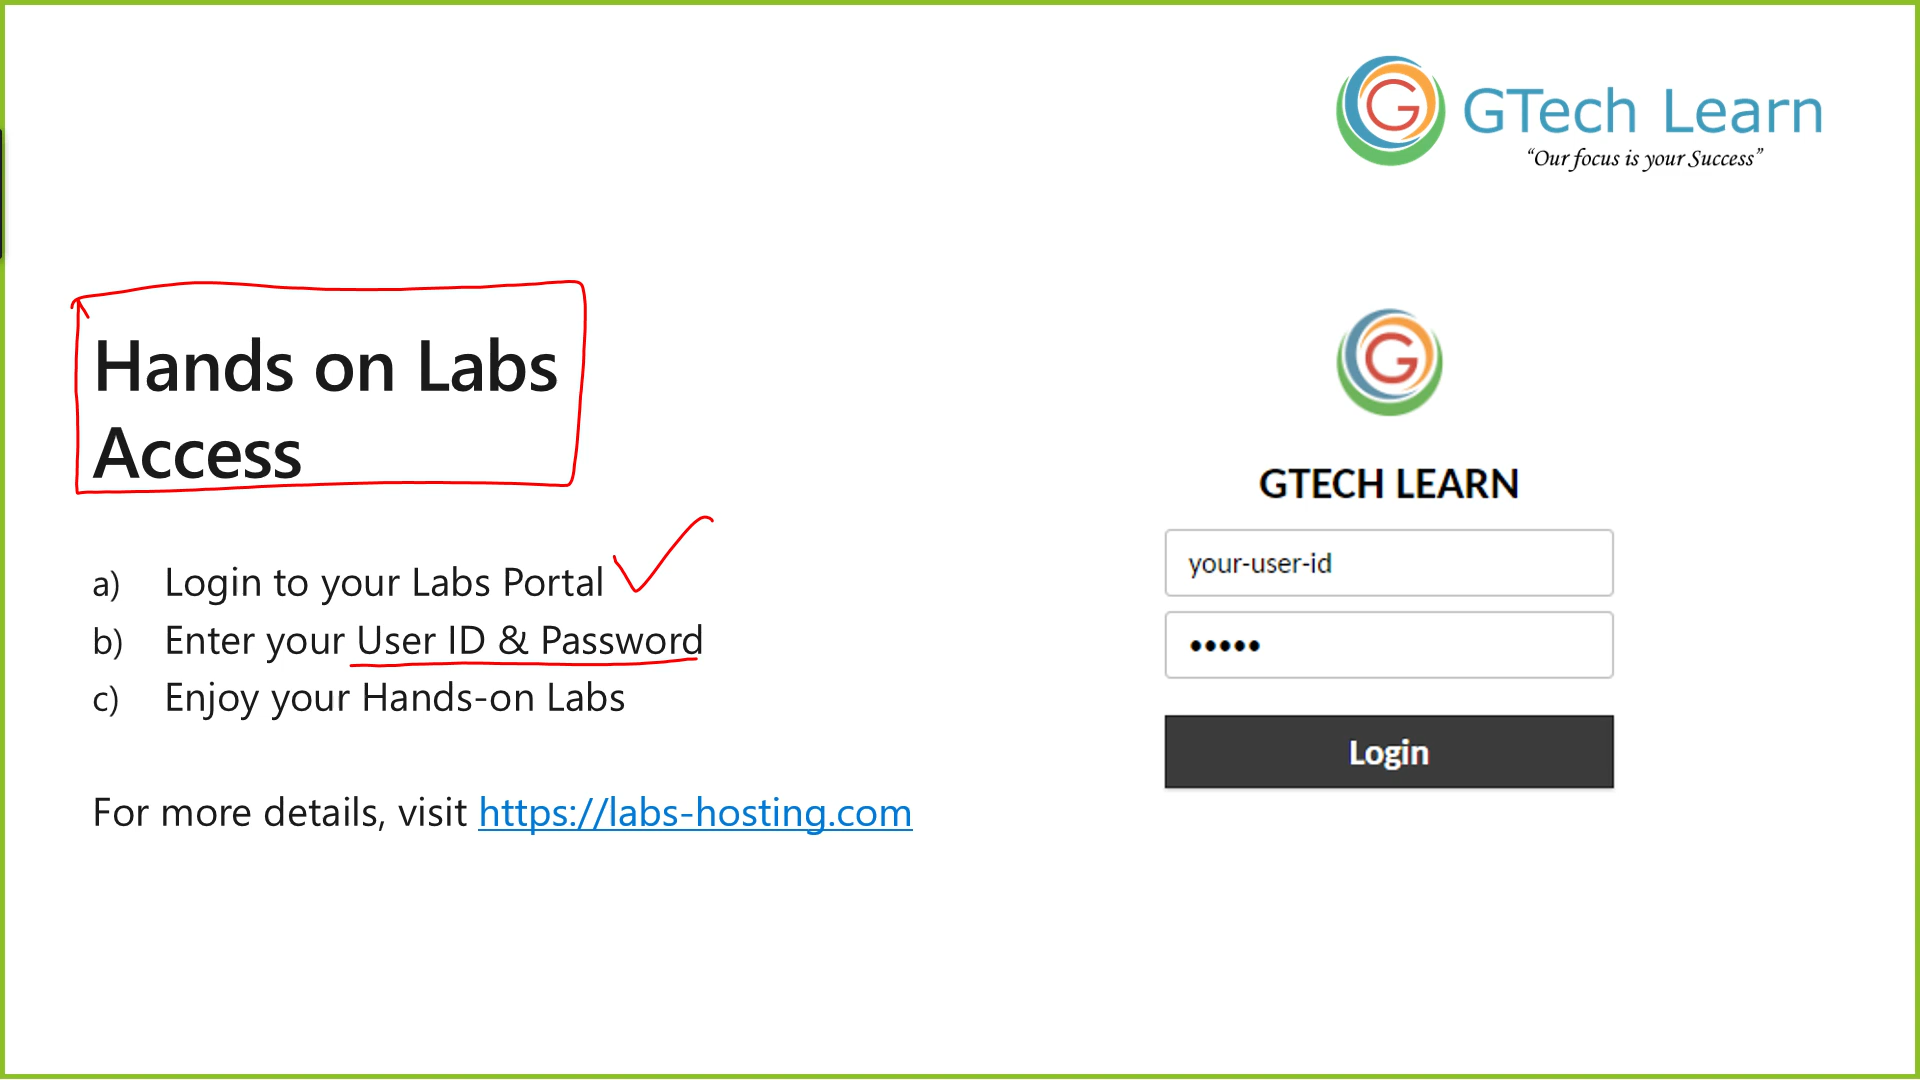 GTech Learn
“Our focus is your Success”
Hands on Labs
Access
a) Login to your Labs Portal
b) Enter your User ID & Password
c) Enjoy your Hands-on Labs
For more details, visit https://labs-hosting.com
G
GTECH LEARN
your-user-id
•••••
Login